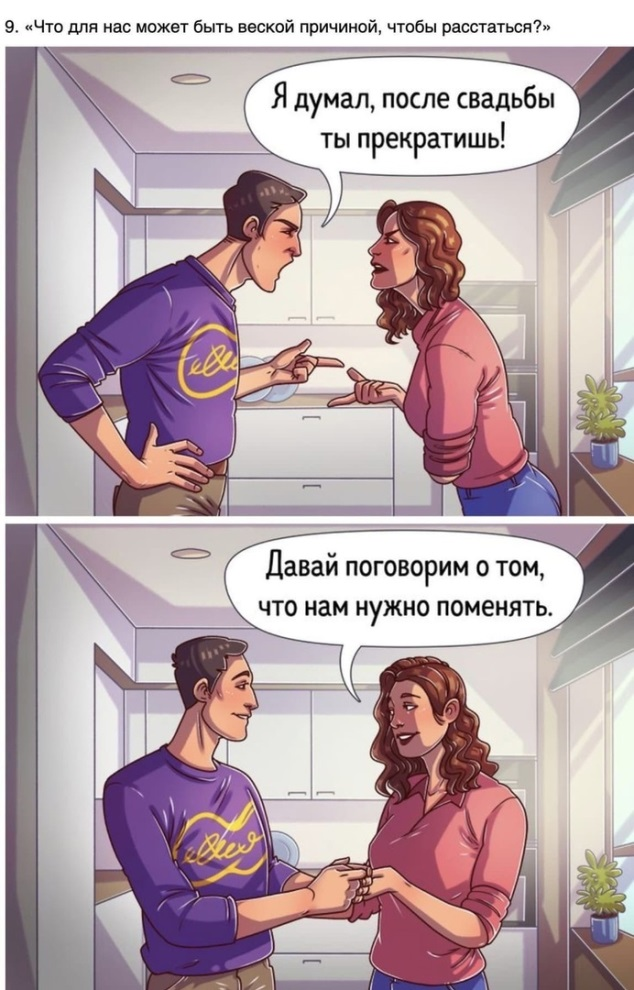 9. «Что для нас может быть веской причиной, чтобы расстаться?»
Я думал, после свадьбы
ты прекратишь!
Давай поговорим о том,
что нам нужно поменять.